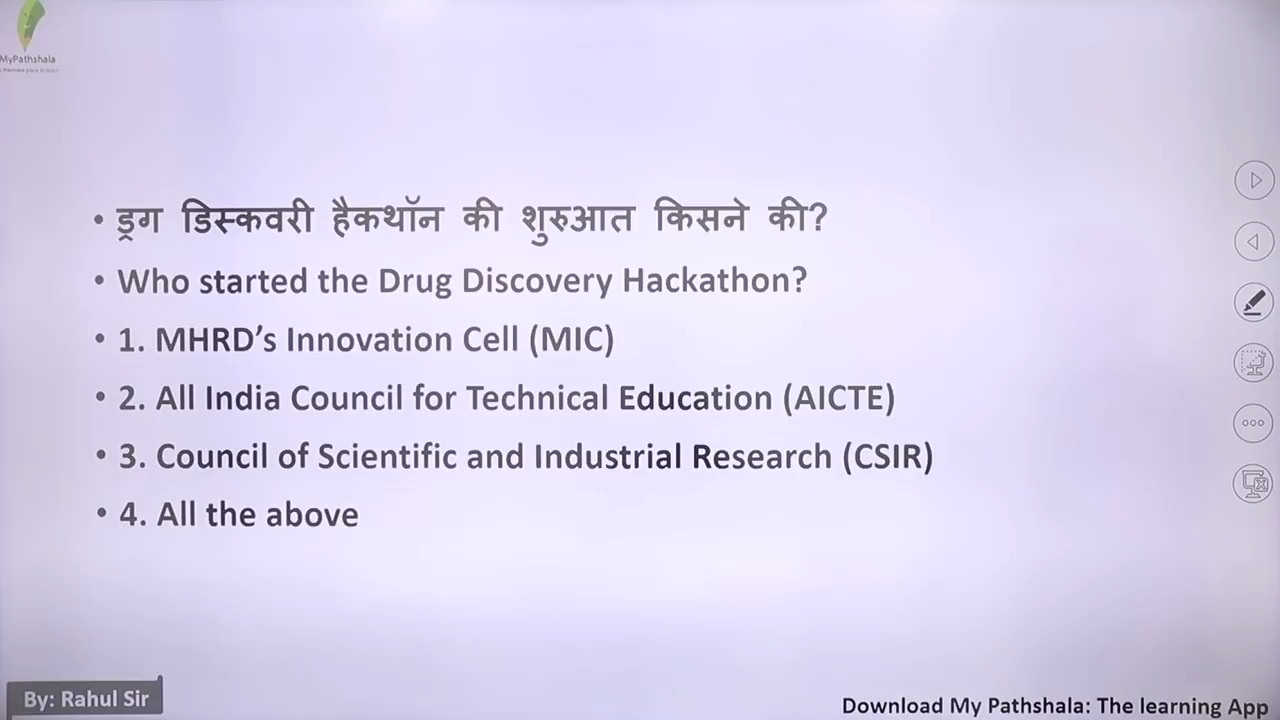 MyPathshala
• ड्रग डिस्कवरी हैकथॉन की शुरुआत किसने की?
• Who started the Drug Discovery Hackathon?
• 1. MHRD’s Innovation Cell (MIC)
• 2. All India Council for Technical Education (AICTE)
• 3. Council of Scientific and Industrial Research (CSIR)
• 4. All the above
By: Rahul Sir
Download My Pathshala: The learning App